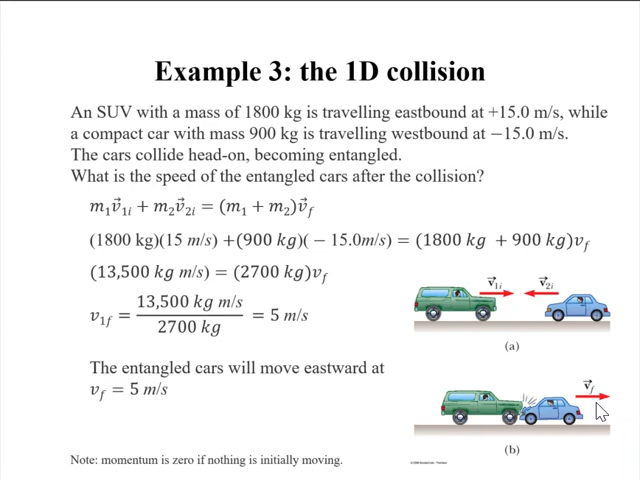 Example 3: the 1D collision
An SUV with a mass of 1800 kg is travelling eastbound at +15.0 m/s, while
a compact car with mass 900 kg is travelling westbound at −15.0 m/s.
The cars collide head-on, becoming entangled.
What is the speed of the entangled cars after the collision?
m₁v⃗₁ᵢ + m₂v⃗₂ᵢ = (m₁ + m₂)v⃗_f
(1800 kg)(15 m/s) +(900 kg)( − 15.0m/s) = (1800 kg + 900 kg)v_f
(13,500 kg m/s) = (2700 kg)v_f
v₁f = 13,500 kg m/s / 2700 kg = 5 m/s
v⃗₁ᵢ v⃗₂ᵢ
(a)
The entangled cars will move eastward at
v_f = 5 m/s
v⃗_f
(b)
Note: momentum is zero if nothing is initially moving.